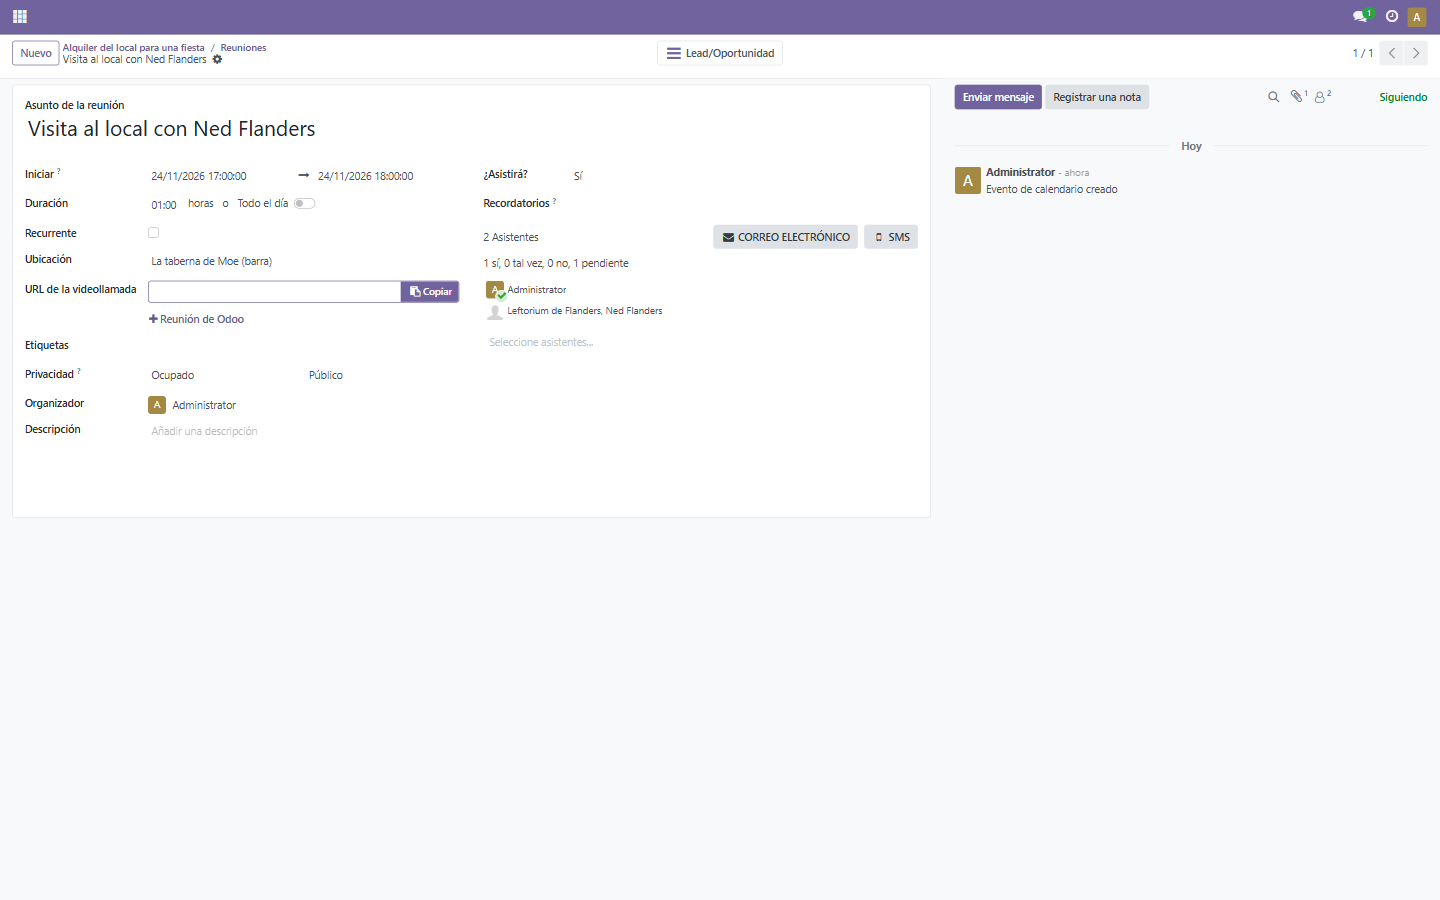 1
A
Nuevo
Alquiler del local para una fiesta / Reuniones
Visita al local con Ned Flanders
Lead/Oportunidad
1 / 1
Asunto de la reunión
Visita al local con Ned Flanders
Iniciar ?
24/11/2026 17:00:00
24/11/2026 18:00:00
Duración
01:00 horas o Todo el día
Recurrente
Ubicación
La taberna de Moe (barra)
URL de la videollamada
Copiar
Reunión de Odoo
Etiquetas
Privacidad ?
Ocupado
Público
Organizador
A Administrator
Descripción
Añadir una descripción
¿Asistirá?
Sí
Recordatorios ?
2 Asistentes
CORREO ELECTRÓNICO
SMS
1 sí, 0 tal vez, 0 no, 1 pendiente
A Administrator
Leftorium de Flanders, Ned Flanders
Seleccione asistentes...
Enviar mensaje
Registrar una nota
1
2
Siguiendo
Hoy
A
Administrator - ahora
Evento de calendario creado